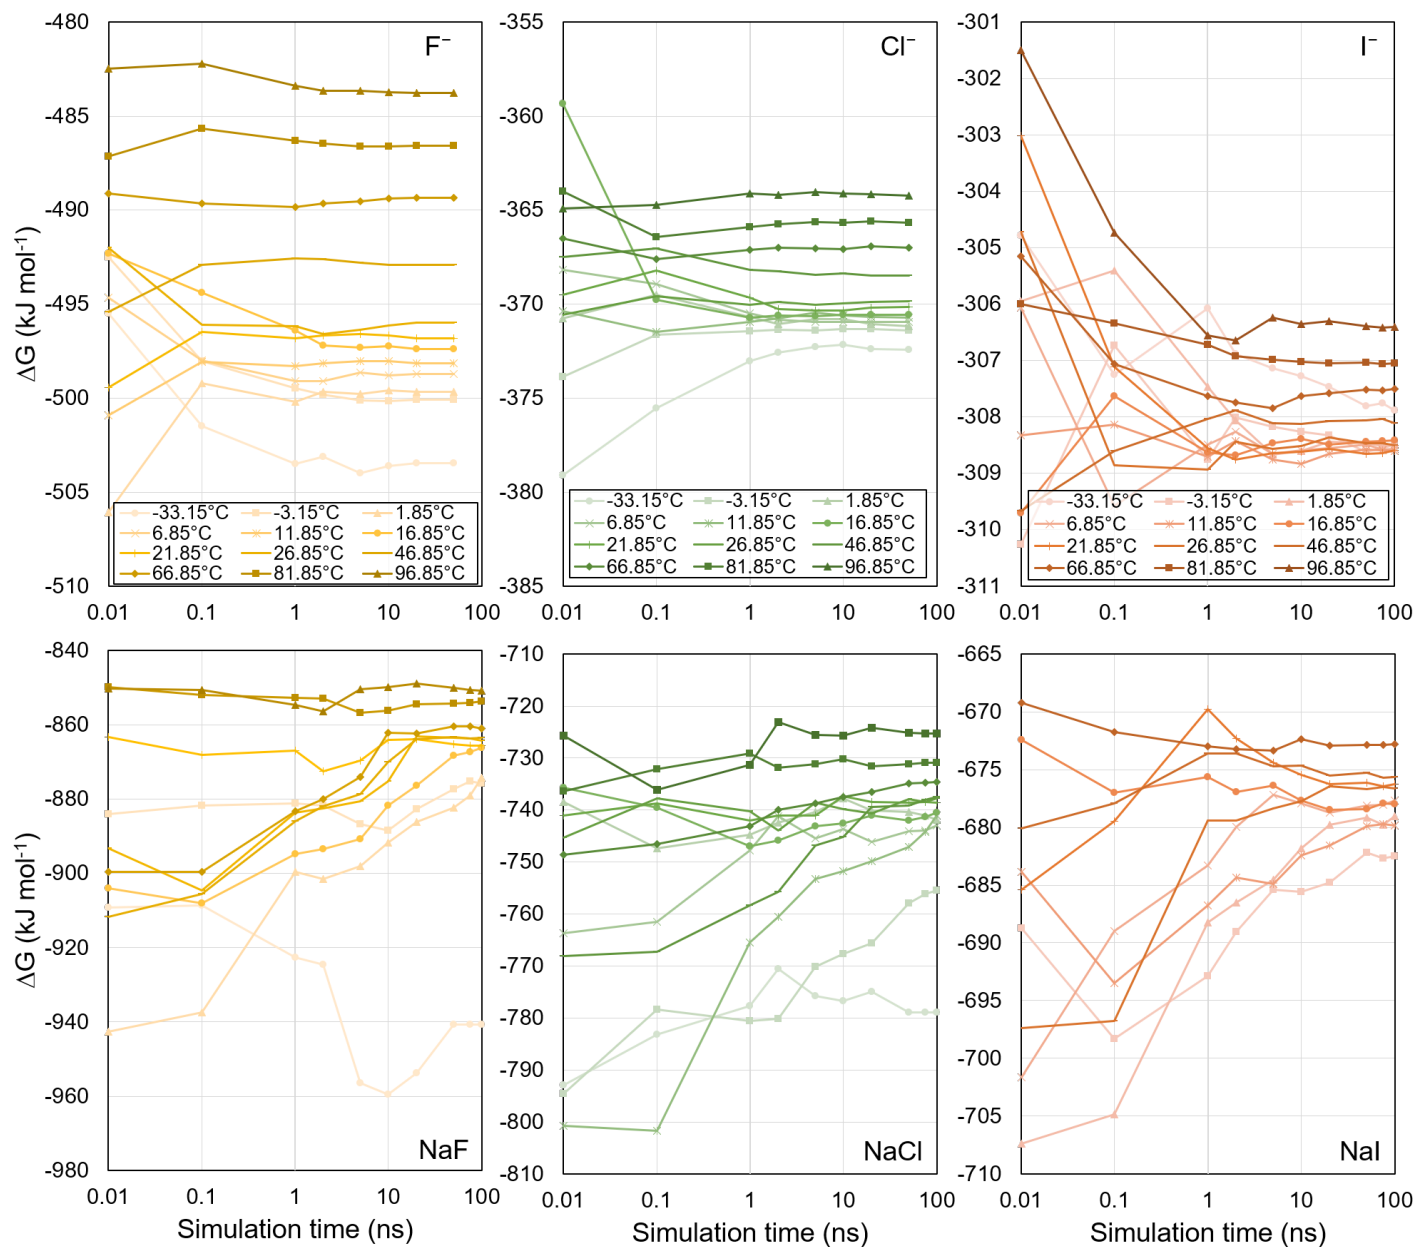 F⁻
Cl⁻
I⁻
ΔG (kJ mol⁻¹)
-480
-485
-490
-495
-500
-505
-510
-355
-360
-365
-370
-375
-380
-385
-301
-302
-303
-304
-305
-306
-307
-308
-309
-310
-311
-33.15°C -3.15°C 1.85°C
6.85°C 11.85°C 16.85°C
21.85°C 26.85°C 46.85°C
66.85°C 81.85°C 96.85°C
-33.15°C -3.15°C 1.85°C
6.85°C 11.85°C 16.85°C
21.85°C 26.85°C 46.85°C
66.85°C 81.85°C 96.85°C
-33.15°C -3.15°C 1.85°C
6.85°C 11.85°C 16.85°C
21.85°C 26.85°C 46.85°C
66.85°C 81.85°C 96.85°C
0.01 0.1 1 10 100
0.01 0.1 1 10 100
0.01 0.1 1 10 100
ΔG (kJ mol⁻¹)
-840
-860
-880
-900
-920
-940
-960
-980
-710
-720
-730
-740
-750
-760
-770
-780
-790
-800
-810
-665
-670
-675
-680
-685
-690
-695
-700
-705
-710
NaF
NaCl
NaI
0.01 0.1 1 10 100
0.01 0.1 1 10 100
0.01 0.1 1 10 100
Simulation time (ns)
Simulation time (ns)
Simulation time (ns)